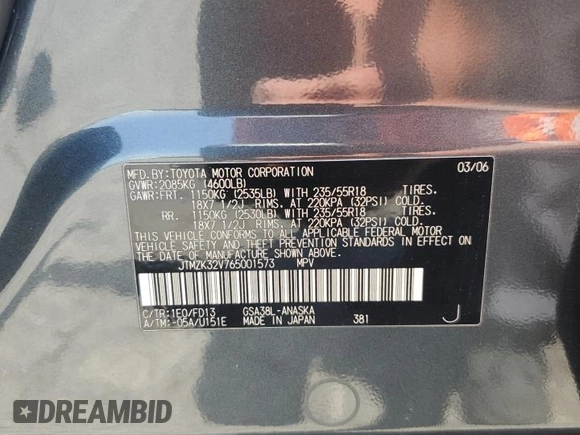 MFD.BY:TOYOTA MOTOR CORPORATION 03/06
GVWR:2085KG (4600LB)
GAWR:FRT. 1150KG (2535LB) WITH 235/55R18 TIRES.
18X7 1/2J RIMS. AT 220KPA (32PSI) COLD.
RR. 1150KG (2530LB) WITH 235/55R18 TIRES.
18X7 1/2J RIMS. AT 220KPA (32PSI) COLD.
THIS VEHICLE CONFORMS TO ALL APPLICABLE FEDERAL MOTOR
VEHICLE SAFETY AND THEFT PREVENTION STANDARDS IN EFFECT ON
THE DATE OF MANUFACTURE SHOWN ABOVE.
JTMZK32V765001573 MPV
C/TR:1E0/FD13 GSA38L-ANASKA
A/TM:-05A/U151E MADE IN JAPAN 381 J
DREAMBID